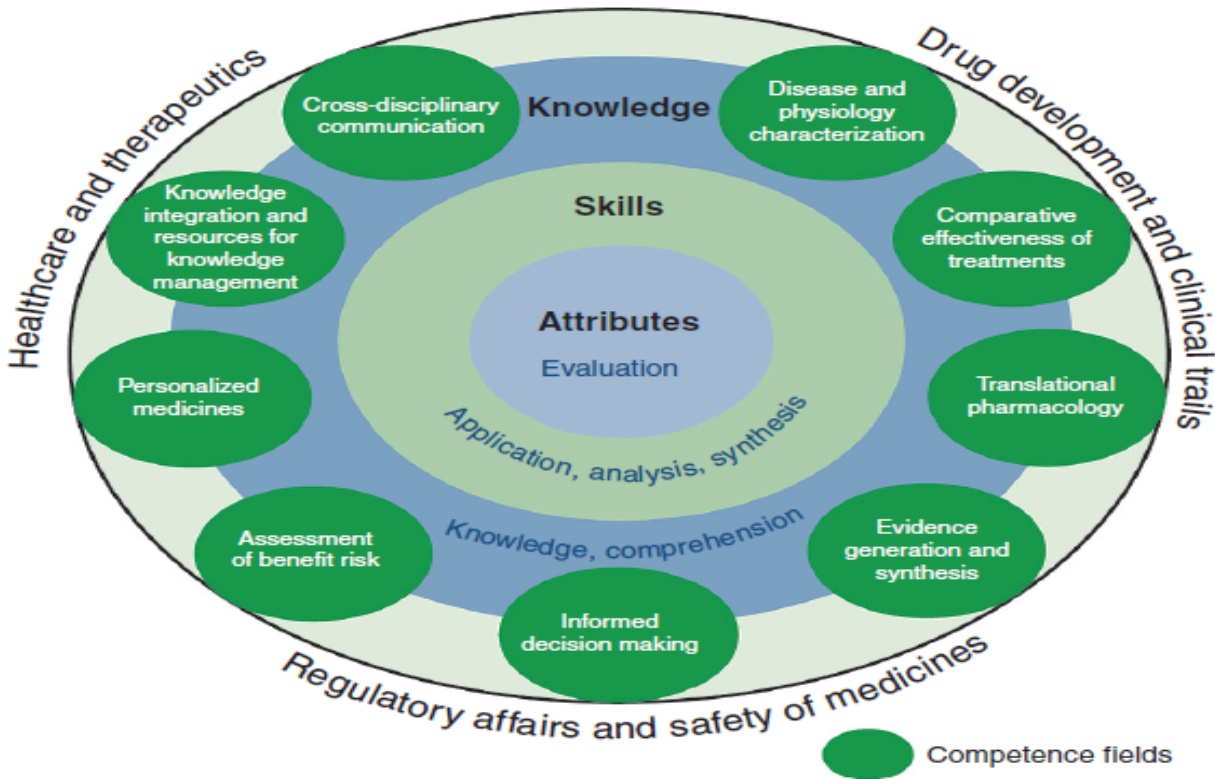 Healthcare and therapeutics
Drug development and clinical trails
Regulatory affairs and safety of medicines
Cross-disciplinary
communication
Knowledge
Disease and
physiology
characterization
Knowledge
integration and
resources for
knowledge
management
Skills
Comparative
effectiveness of
treatments
Attributes
Evaluation
Personalized
medicines
Translational
pharmacology
Application, analysis, synthesis
Knowledge, comprehension
Assessment
of benefit risk
Evidence
generation and
synthesis
Informed
decision making
Competence fields